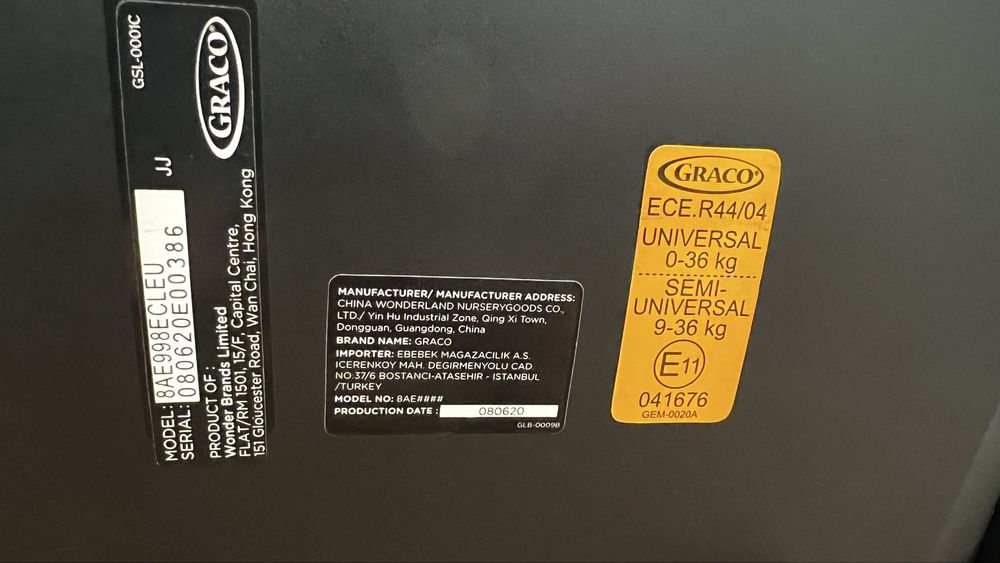 GSL-0001C
GRACO
MODEL: 8AE998ECLEU JJ
SERIAL: 080620E00386
PRODUCT OF :
Wonder Brands Limited
FLAT/RM 1501, 15/F, Capital Centre,
151 Gloucester Road, Wan Chai, Hong Kong
MANUFACTURER/ MANUFACTURER ADDRESS:
CHINA WONDERLAND NURSERYGOODS CO.,
LTD./ Yin Hu Industrial Zone, Qing Xi Town,
Dongguan, Guangdong, China
BRAND NAME: GRACO
IMPORTER: EBEBEK MAGAZACILIK A.S.
ICERENKOY MAH. DEGIRMENYOLU CAD.
NO:37/6 BOSTANCI-ATASEHIR - ISTANBUL
/TURKEY
MODEL NO: 8AE####
PRODUCTION DATE : 080620
GLB-0009B
GRACO®
ECE.R44/04
UNIVERSAL
0-36 kg
SEMI-
UNIVERSAL
9-36 kg
E11
041676
GEM-0020A